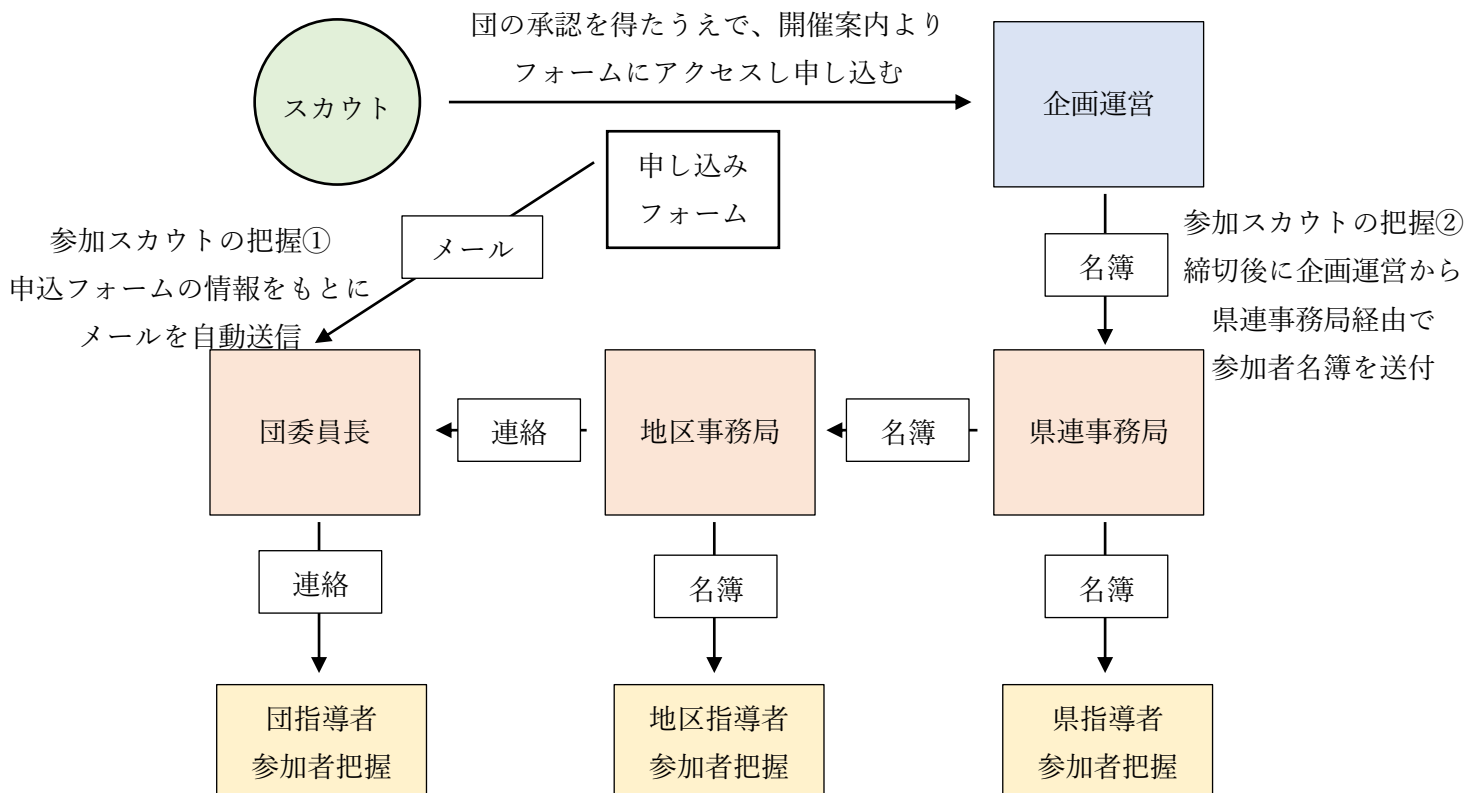 団の承認を得たうえで、開催案内より
フォームにアクセスし申し込む
スカウト
企画運営
申し込み
フォーム
メール
参加スカウトの把握①
申込フォームの情報をもとに
メールを自動送信
名簿
参加スカウトの把握②
締切後に企画運営から
県連事務局経由で
参加者名簿を送付
団委員長
連絡
地区事務局
名簿
県連事務局
連絡
名簿
名簿
団指導者
参加者把握
地区指導者
参加者把握
県指導者
参加者把握